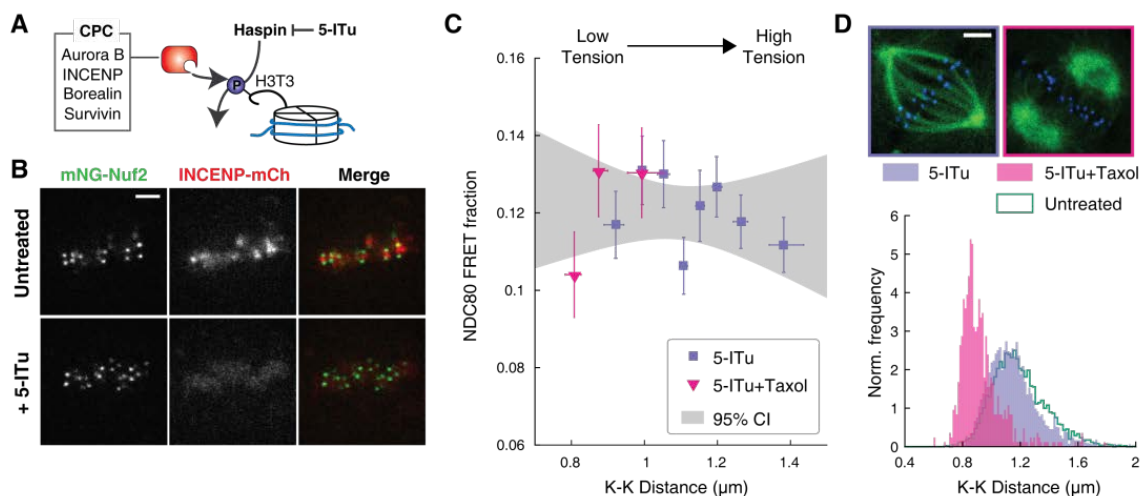 A
CPC
Aurora B
INCENP
Borealin
Survivin
Haspin
5-ITu
P
H3T3
B
mNG-Nuf2
INCENP-mCh
Merge
Untreated
+ 5-ITu
C
Low Tension
High Tension
NDC80 FRET fraction
0.16
0.14
0.12
0.1
0.08
0.06
5-ITu
5-ITu+Taxol
95% CI
0.8
1
1.2
1.4
K-K Distance (µm)
D
5-ITu
5-ITu+Taxol
Untreated
Norm. frequency
6
5
4
3
2
1
0
0.4
0.8
1.2
1.6
2
K-K Distance (µm)